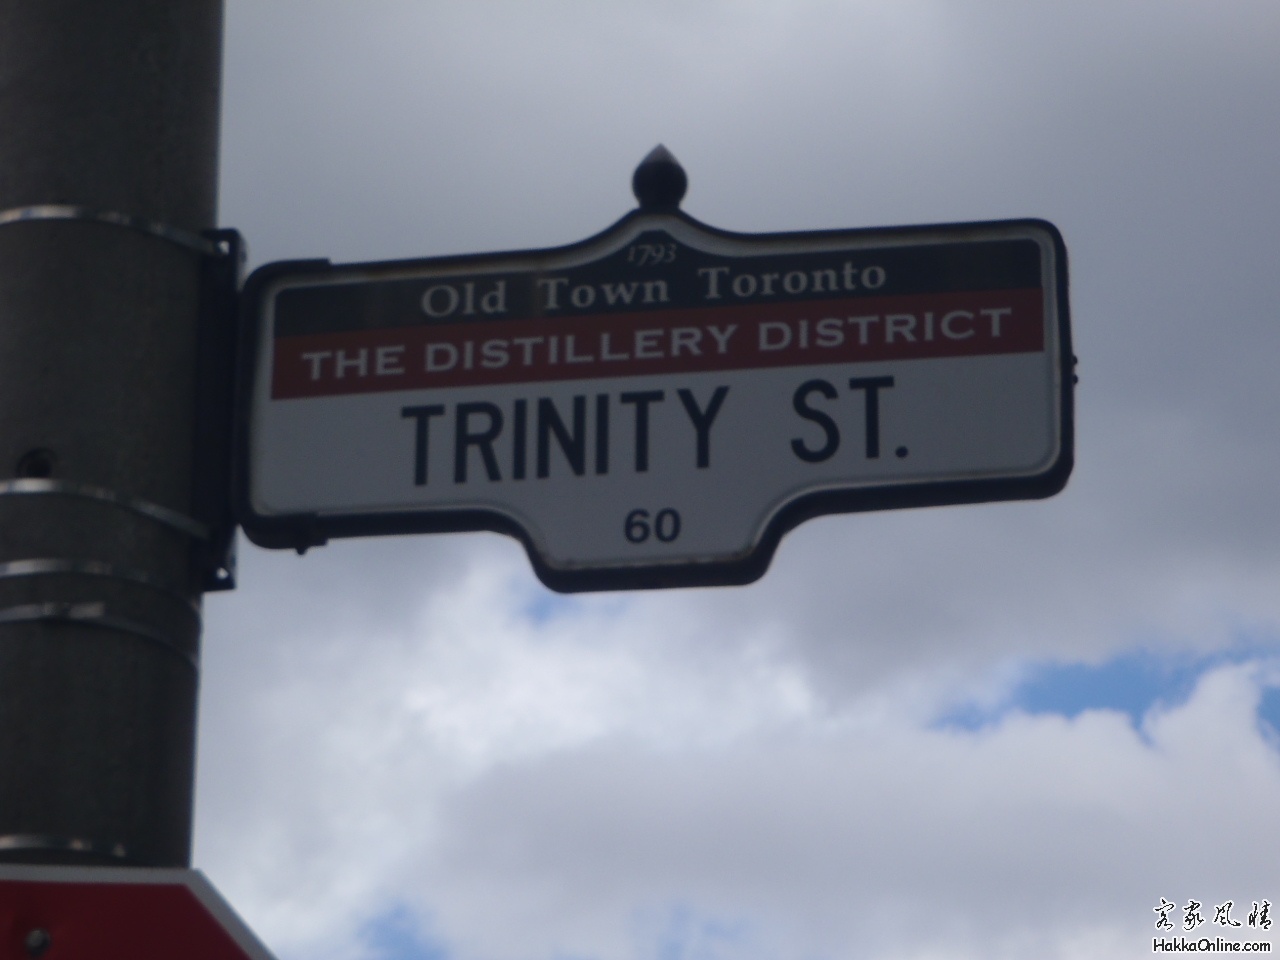 1793
Old Town Toronto
THE DISTILLERY DISTRICT
TRINITY ST.
60
客家风情
HakkaOnline.com